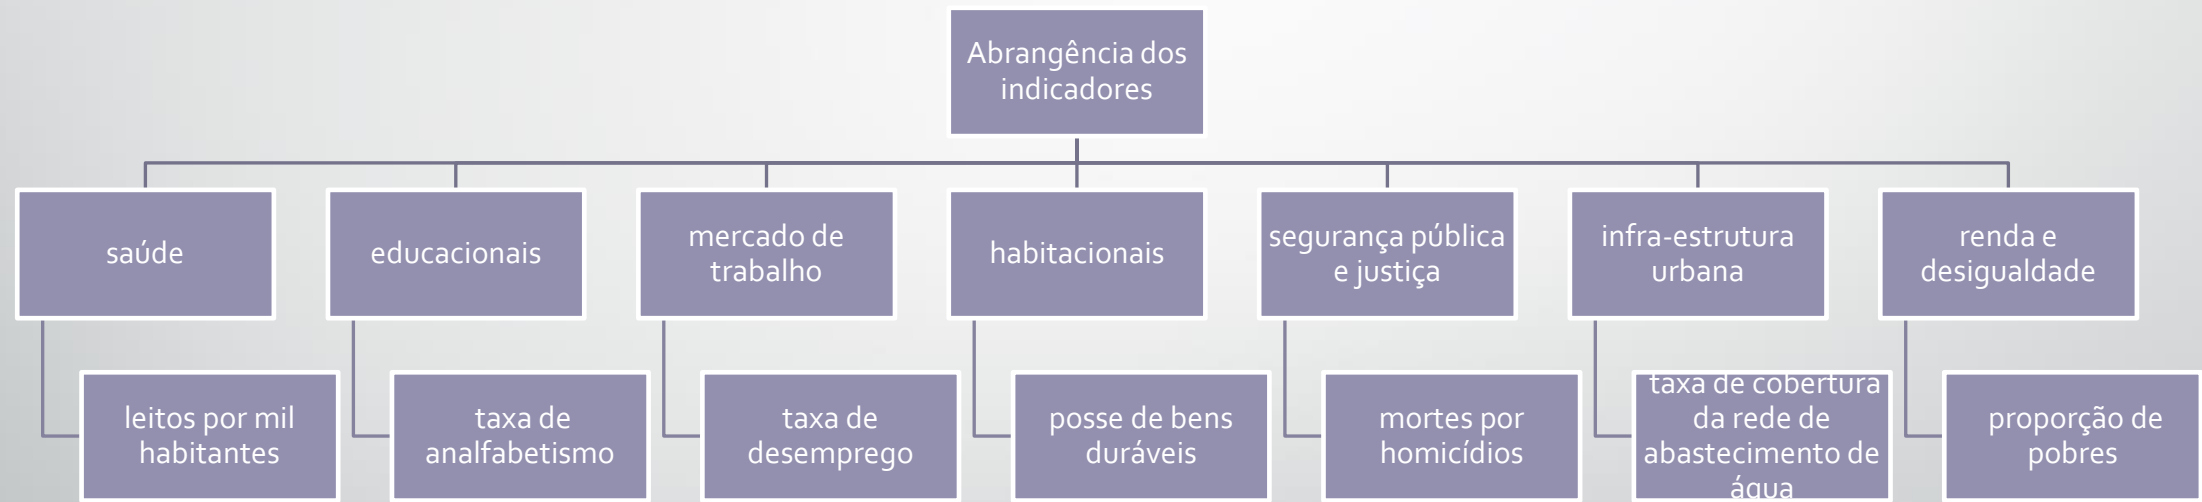 Abrangência dos
indicadores
saúde
educacionais
mercado de
trabalho
habitacionais
segurança pública
e justiça
infra-estrutura
urbana
renda e
desigualdade
leitos por mil
habitantes
taxa de
analfabetismo
taxa de
desemprego
posse de bens
duráveis
mortes por
homicídios
taxa de cobertura
da rede de
abastecimento de
água
proporção de
pobres